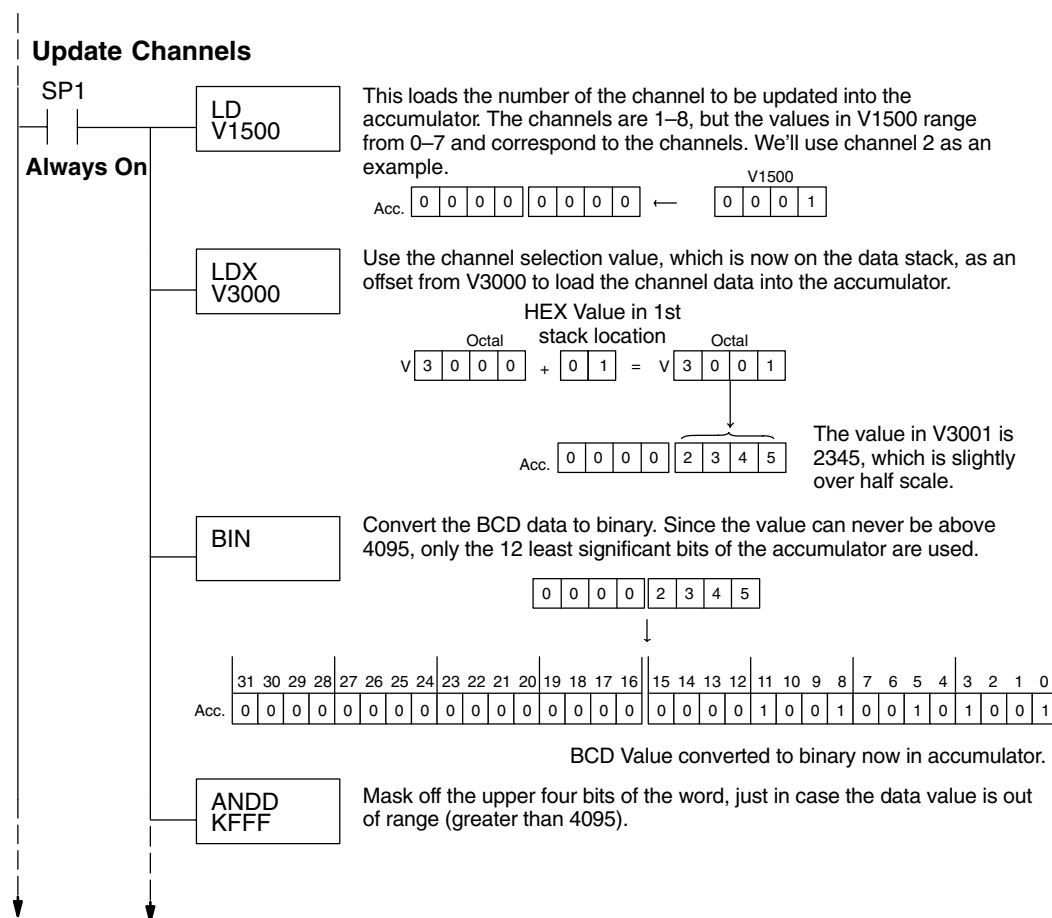 Update Channels
SP1
Always On
LD
V1500
This loads the number of the channel to be updated into the
accumulator. The channels are 1–8, but the values in V1500 range
from 0–7 and correspond to the channels. We’ll use channel 2 as an
example.
V1500
Acc. 0 0 0 0 0 0 0 0 ← 0 0 0 1
LDX
V3000
Use the channel selection value, which is now on the data stack, as an
offset from V3000 to load the channel data into the accumulator.
HEX Value in 1st
stack location
Octal Octal
V 3 0 0 0 + 0 1 = V 3 0 0 1
Acc. 0 0 0 0 2 3 4 5
The value in V3001 is
2345, which is slightly
over half scale.
BIN
Convert the BCD data to binary. Since the value can never be above
4095, only the 12 least significant bits of the accumulator are used.
0 0 0 0 2 3 4 5
31 30 29 28 27 26 25 24 23 22 21 20 19 18 17 16 15 14 13 12 11 10 9 8 7 6 5 4 3 2 1 0
Acc. 0 0 0 0 0 0 0 0 0 0 0 0 0 0 0 0 0 0 0 0 1 0 0 1 0 0 1 0 1 0 0 1
BCD Value converted to binary now in accumulator.
ANDD
KFFF
Mask off the upper four bits of the word, just in case the data value is out
of range (greater than 4095).